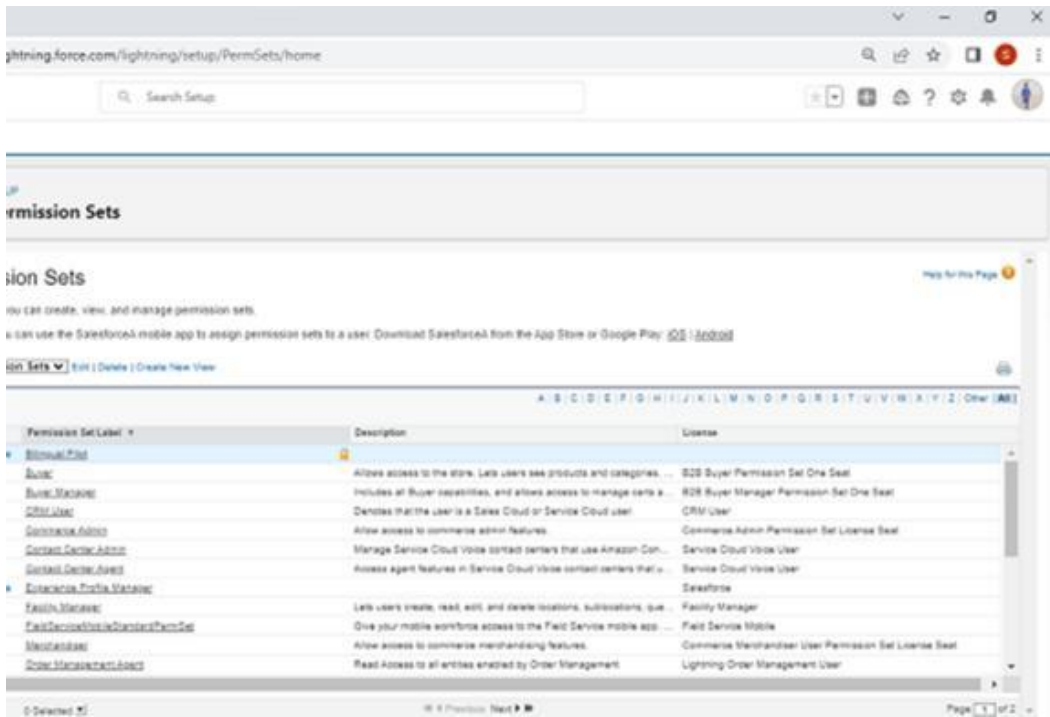 ghtning.force.com/lightning/setup/PermSets/home
Search Setup
UP
ermission Sets
sion Sets
Help for this Page
you can create, view, and manage permission sets.
u can use the SalesforceA mobile app to assign permission sets to a user. Download SalesforceA from the App Store or Google Play: iOS | Android
ion Sets Edit | Delete | Create New View
A | B | C | D | E | F | G | H | I | J | K | L | M | N | O | P | Q | R | S | T | U | V | W | X | Y | Z | Other | All
Permission Set Label Description License
Bilingual Pilot
Buyer Allows access to the store. Lets users see products and categories. ... B2B Buyer Permission Set One Seat
Buyer Manager Includes all Buyer capabilities, and allows access to manage carts a... B2B Buyer Manager Permission Set One Seat
CRM User Denotes that the user is a Sales Cloud or Service Cloud user. CRM User
Commerce Admin Allow access to commerce admin features. Commerce Admin Permission Set License Seat
Contact Center Admin Manage Service Cloud Voice contact centers that use Amazon Con... Service Cloud Voice User
Contact Center Agent Access agent features in Service Cloud Voice contact centers that u... Service Cloud Voice User
Experience Profile Manager Salesforce
Facility Manager Lets users create, read, edit, and delete locations, sublocations, que... Facility Manager
FieldServiceMobileStandardPermSet Give your mobile workforce access to the Field Service mobile app. ... Field Service Mobile
Merchandiser Allow access to commerce merchandising features. Commerce Merchandiser User Permission Set License Seat
Order Management Agent Read Access to all entities enabled by Order Management Lightning Order Management User
0 Selected Previous Next Page 1 of 2